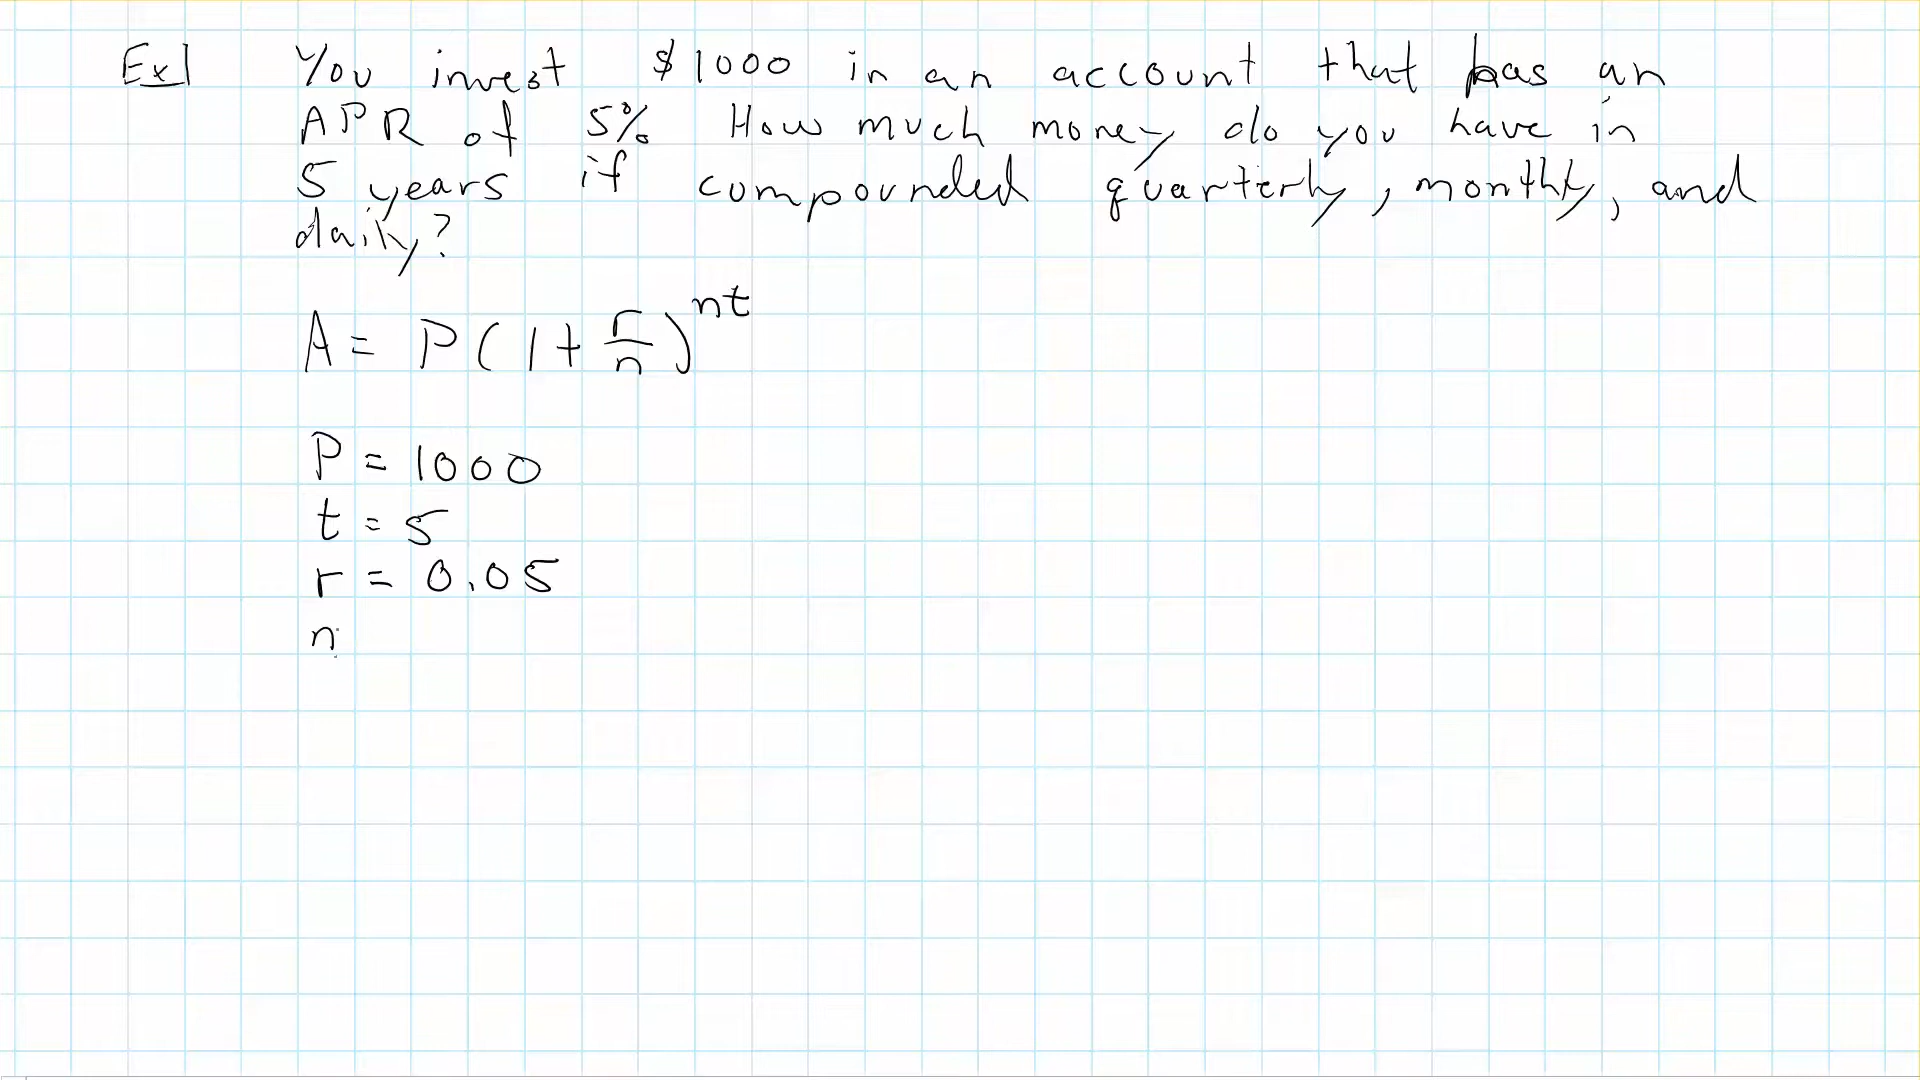 Ex1 You invest $1000 in an account that has an
APR of 5% How much money do you have in
5 years if compounded quarterly, monthly, and
daily?
A = P(1 + r/n)^nt
P = 1000
t = 5
r = 0.05
n